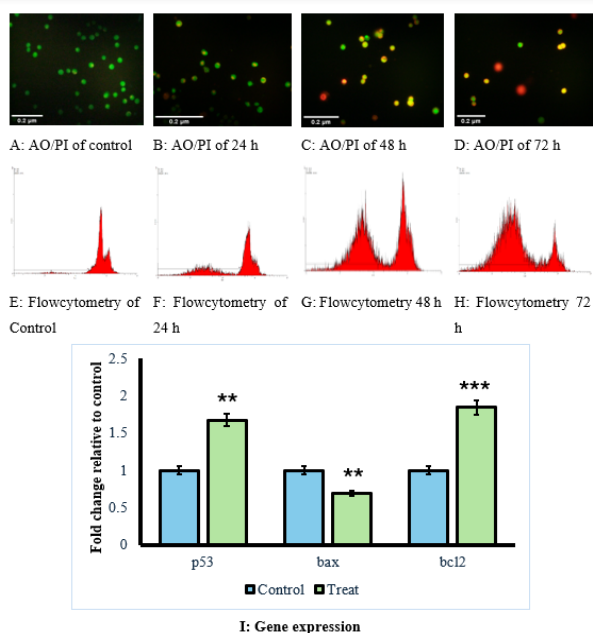 0.2 µm
0.2 µm
0.2 µm
0.2 µm
A: AO/PI of control
B: AO/PI of 24 h
C: AO/PI of 48 h
D: AO/PI of 72 h
E: Flowcytometry of
Control
F: Flowcytometry of
24 h
G: Flowcytometry 48 h
H: Flowcytometry 72
h
Fold change relative to control
2.5
2
1.5
1
0.5
0
**
**
***
p53
bax
bcl2
Control
Treat
I: Gene expression